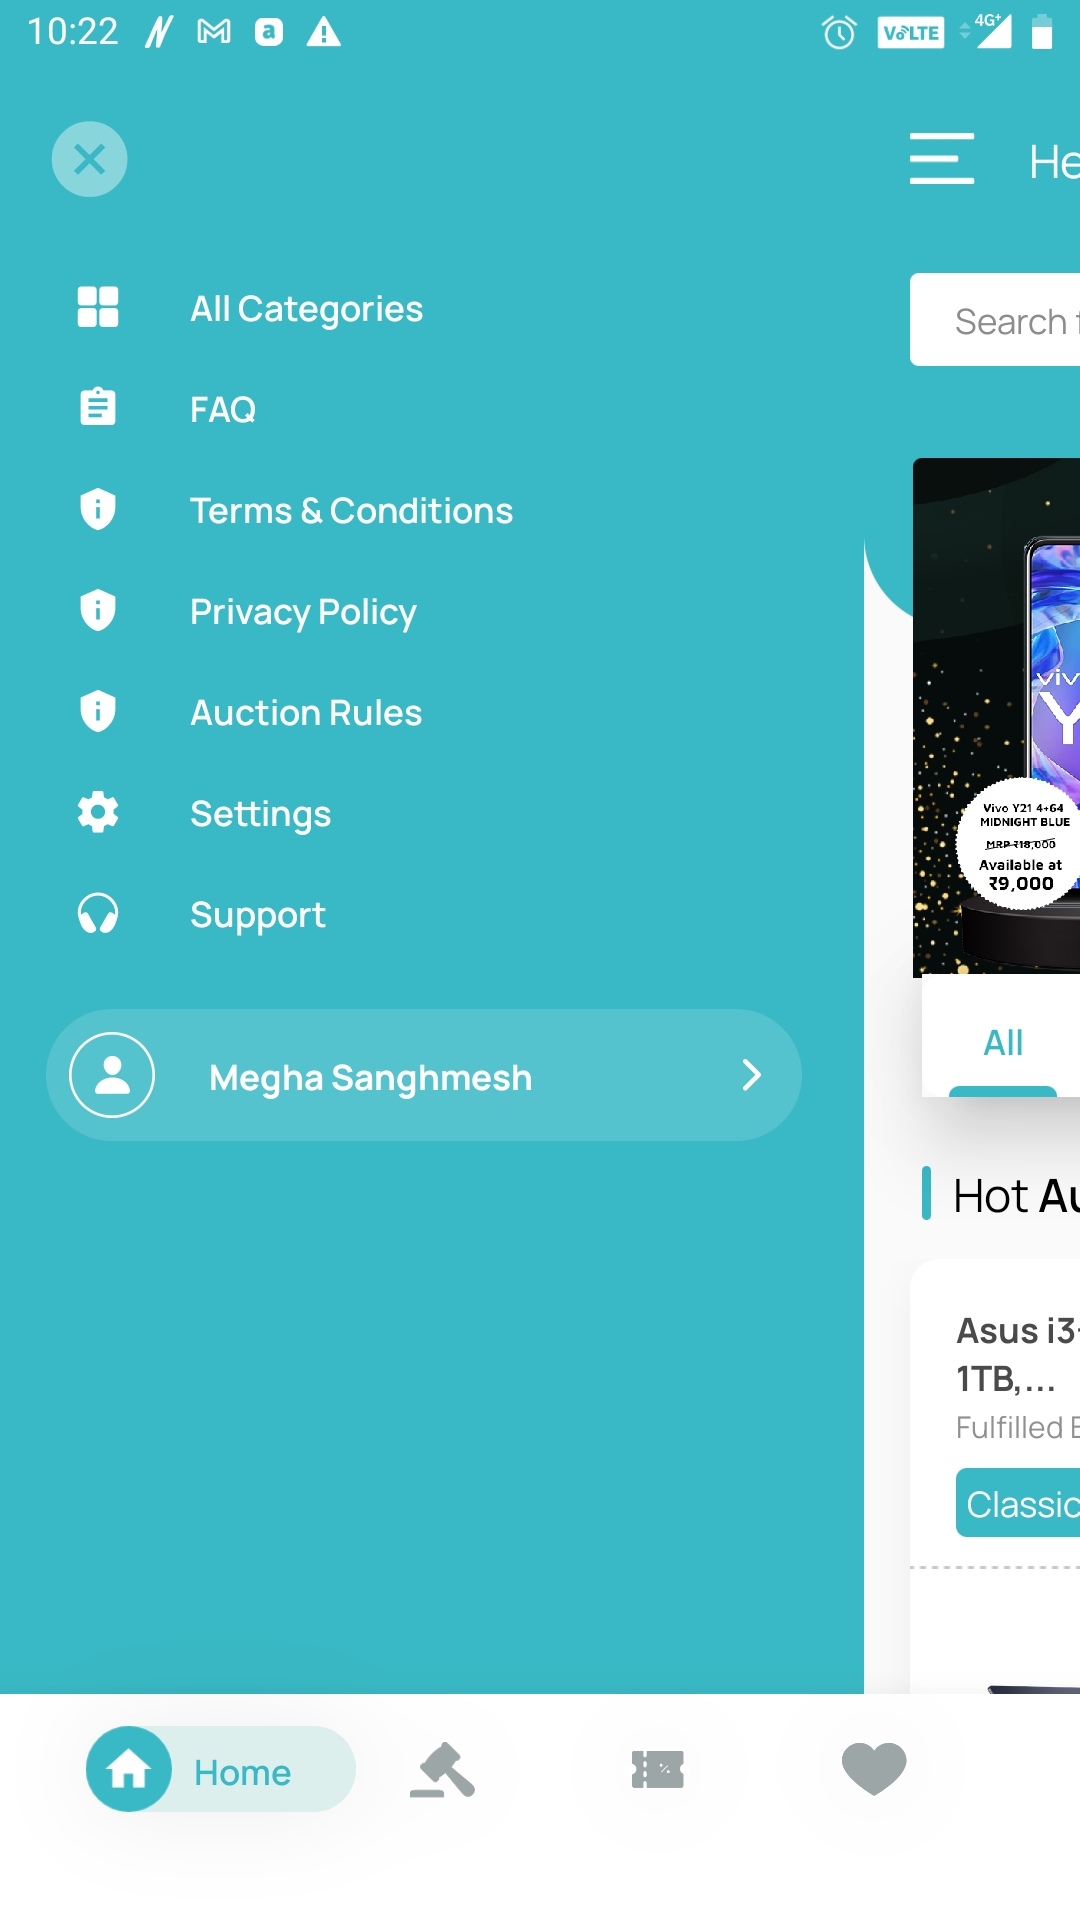 10:22
VoLTE
4G+
He
All Categories
Search
FAQ
Terms & Conditions
Privacy Policy
Auction Rules
Settings
Support
Megha Sanghmesh
viv
Y
Vivo Y21 4+64
MIDNIGHT BLUE
MRP ₹18,000
Available at
₹9,000
All
Hot Au
Asus i3-
1TB,...
Fulfilled
Classic
Home